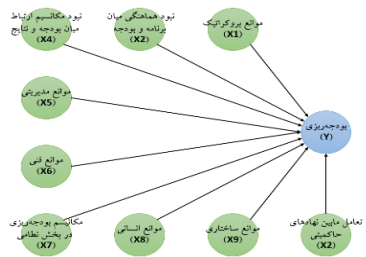 نبود مکانیسم ارتباط
میان بودجه و نتایج
(X4)
نبود هماهنگی میان
برنامه و بودجه
(X2)
موانع بروکراتیک
(X1)
موانع مدیریتی
(X5)
بودجه‌ریزی
(Y)
موانع فنی
(X6)
مکانیسم بودجه‌ریزی
در بخش نظامی
(X7)
موانع انسانی
(X8)
موانع ساختاری
(X9)
تعامل مابین نهادهای
حاکمیتی
(X2)